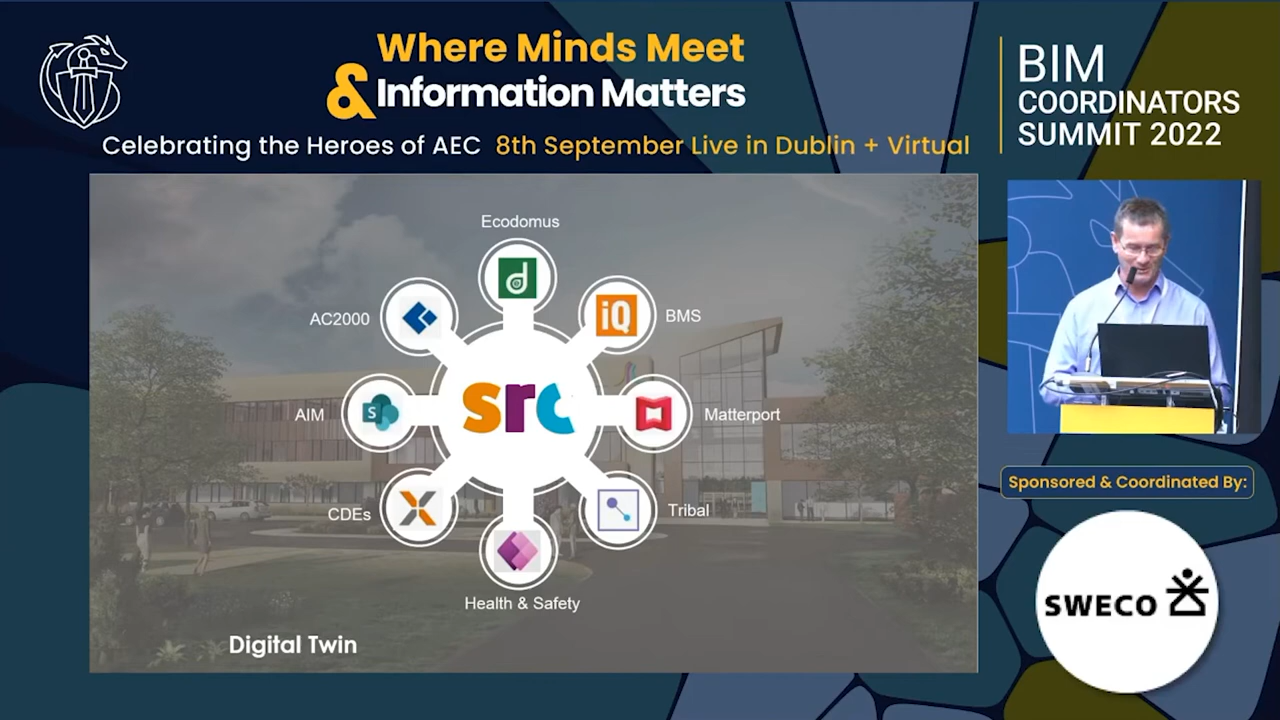 Where Minds Meet
& Information Matters
Celebrating the Heroes of AEC 8th September Live in Dublin + Virtual
BIM
COORDINATORS
SUMMIT 2022
Ecodomus
d
AC2000
iQ
BMS
AIM
S
src
Matterport
CDEs
Tribal
Health & Safety
Digital Twin
Sponsored & Coordinated By:
SWECO